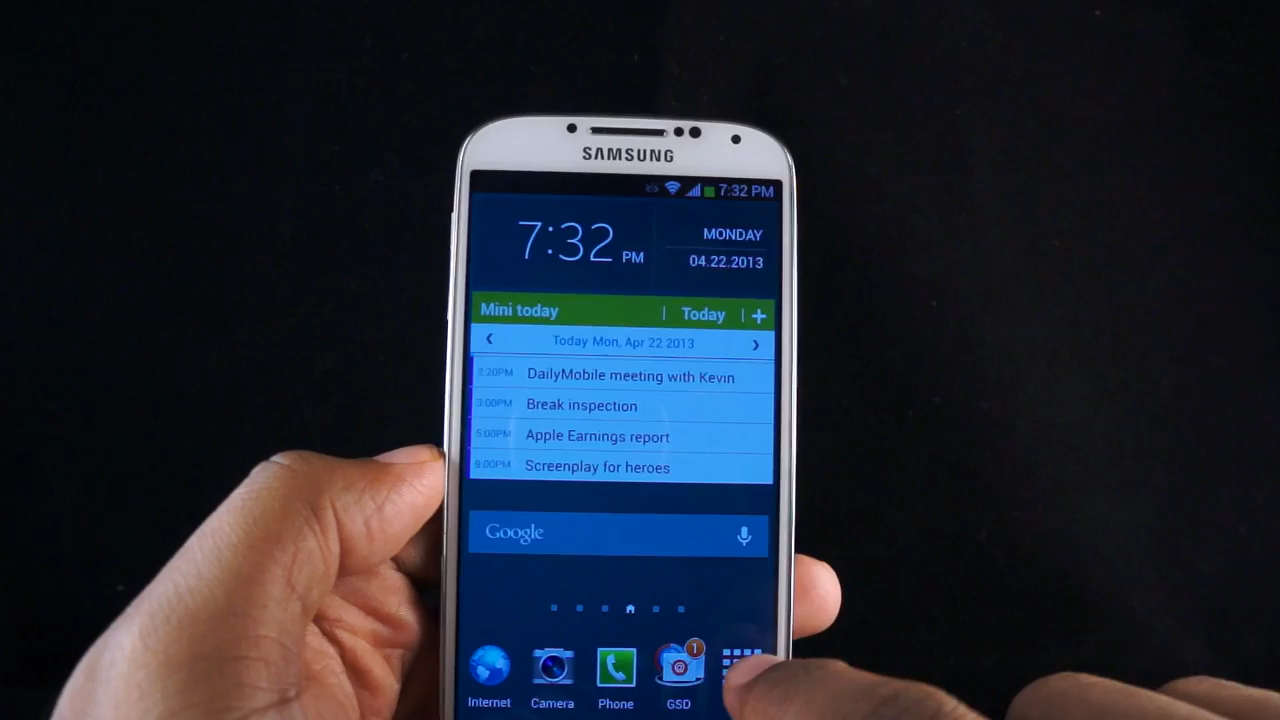 SAMSUNG
7:32 PM
7:32 PM
MONDAY
04.22.2013
Mini today | Today | +
Today Mon, Apr 22 2013
2:20PM DailyMobile meeting with Kevin
3:00PM Break inspection
5:00PM Apple Earnings report
9:00PM Screenplay for heroes
Google
1
Internet Camera Phone GSD